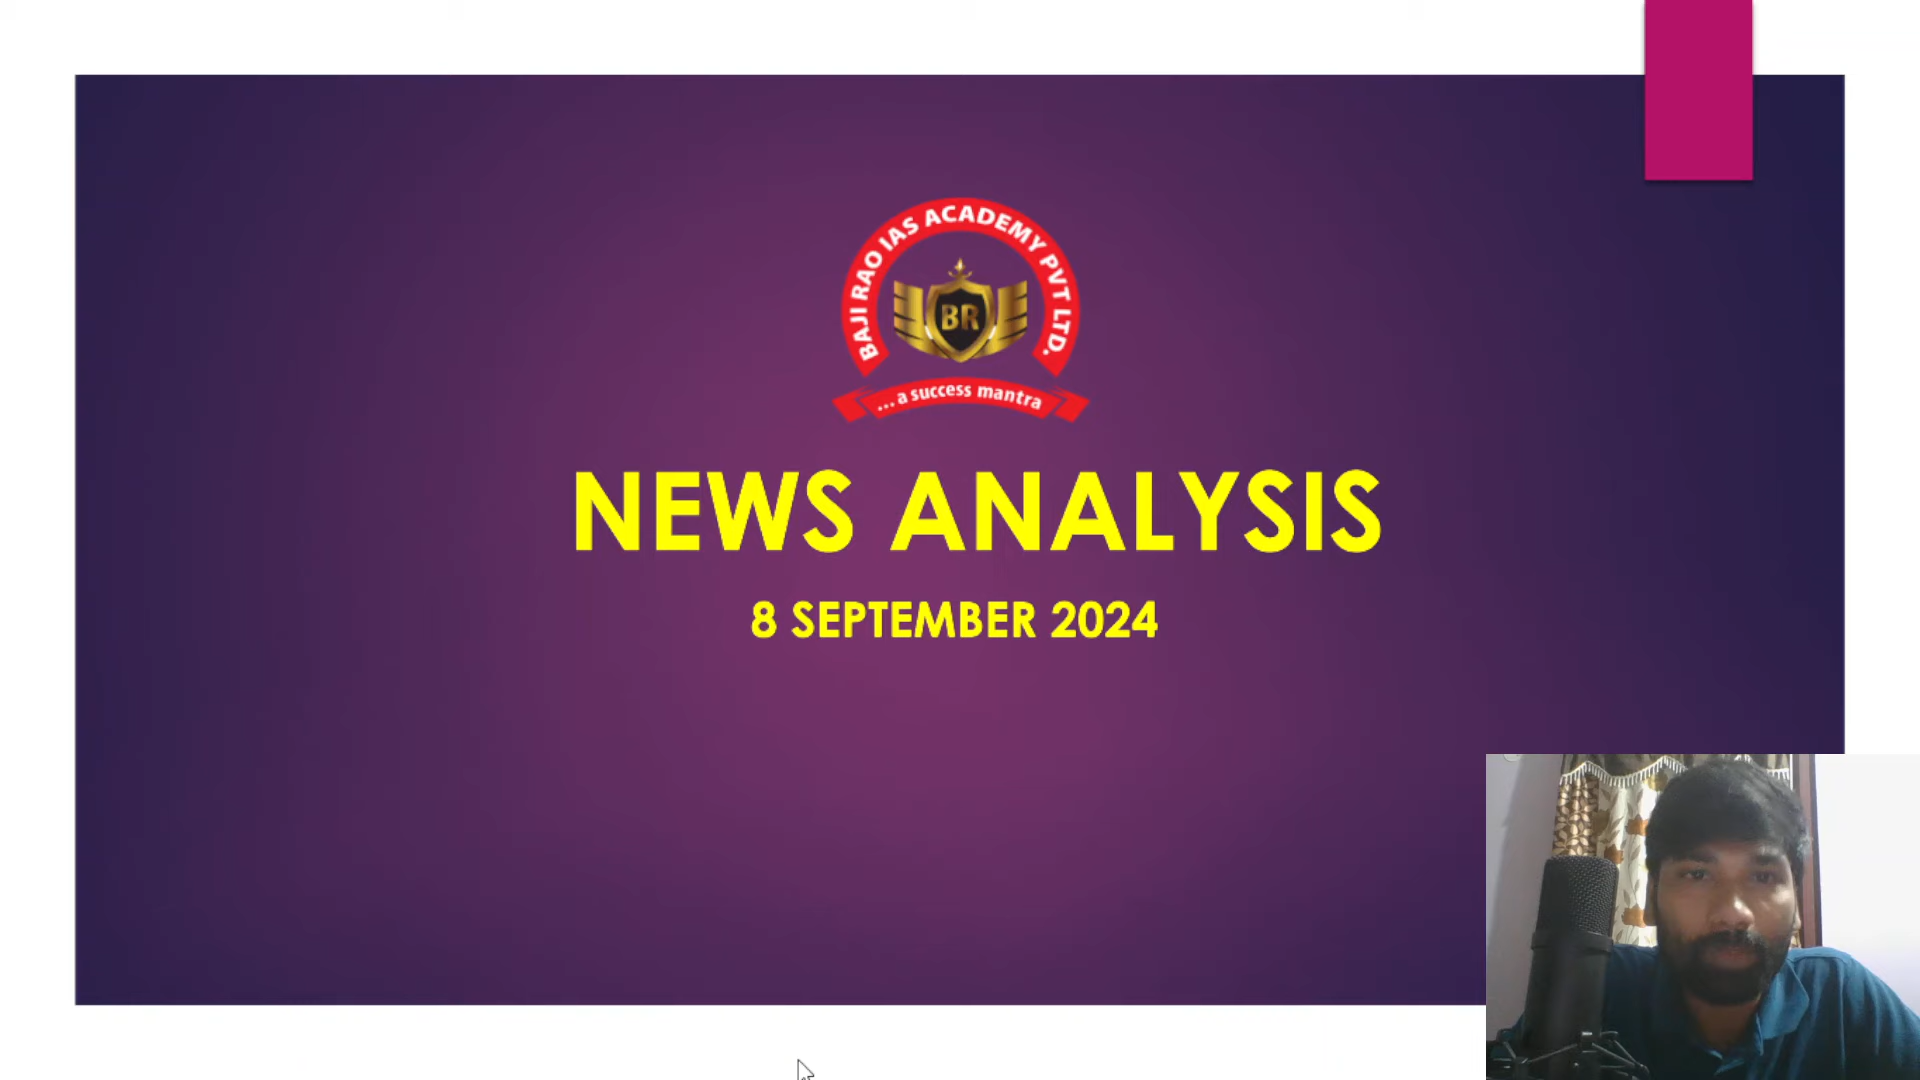 BAJI RAO IAS ACADEMY PVT LTD.
BR
...a success mantra
NEWS ANALYSIS
8 SEPTEMBER 2024